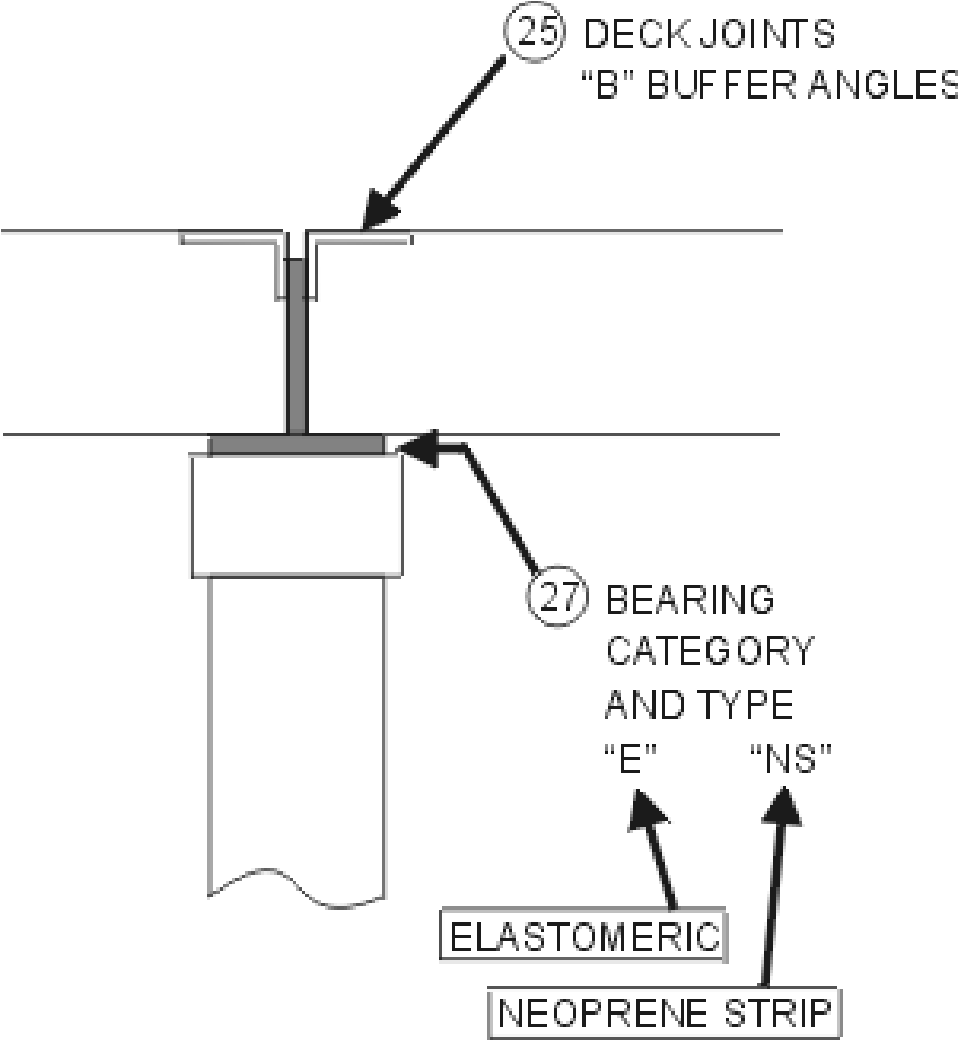 25 DECK JOINTS
“B” BUFFER ANGLES
27 BEARING
CATEGORY
AND TYPE
“E” “NS”
ELASTOMERIC
NEOPRENE STRIP